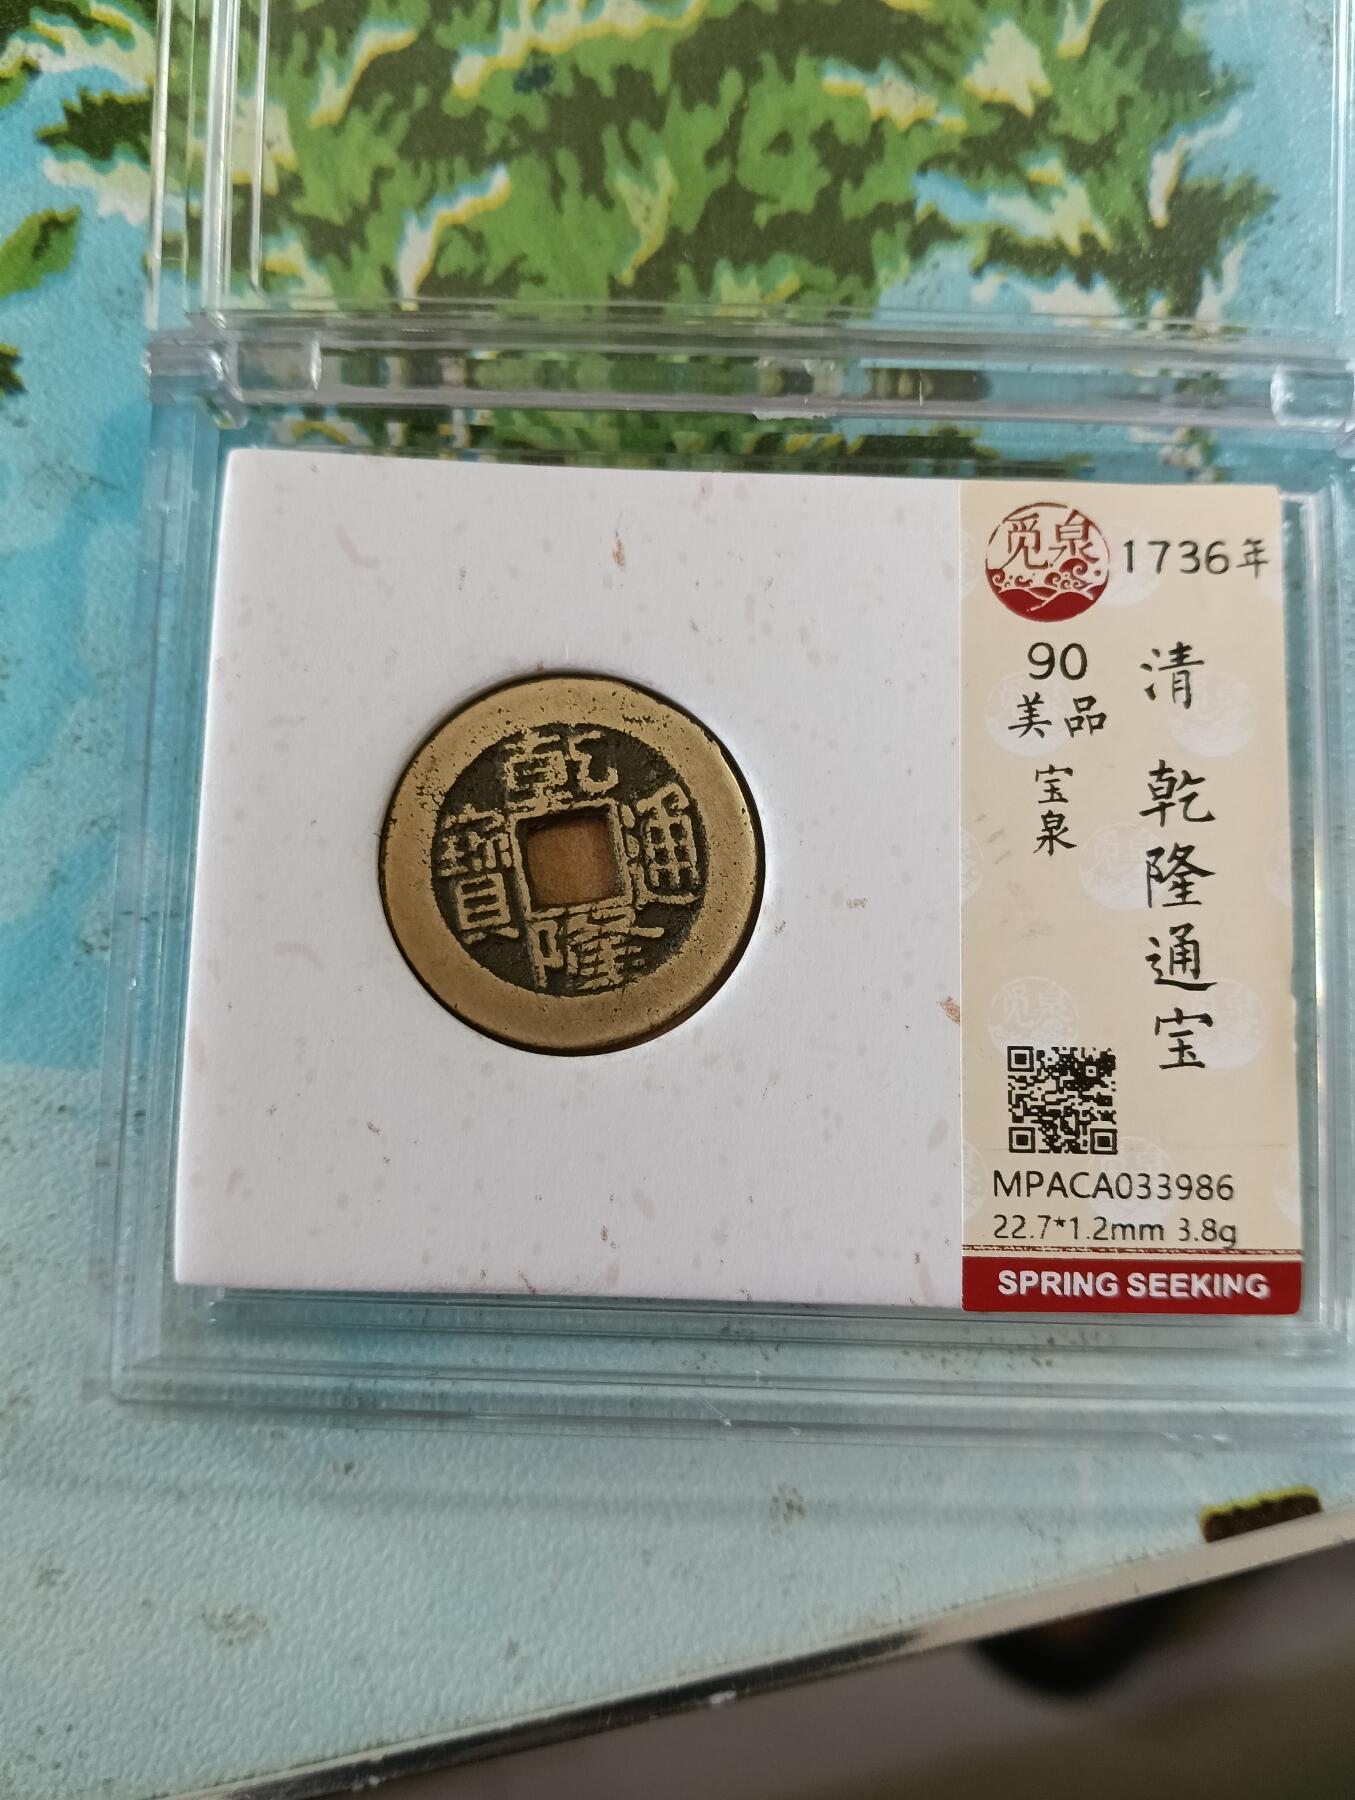 乾隆通寳
觅泉
1736年
90
美品
宝泉
清 乾隆通宝
MPACA033986
22.7*1.2mm 3.8g
SPRING SEEKING